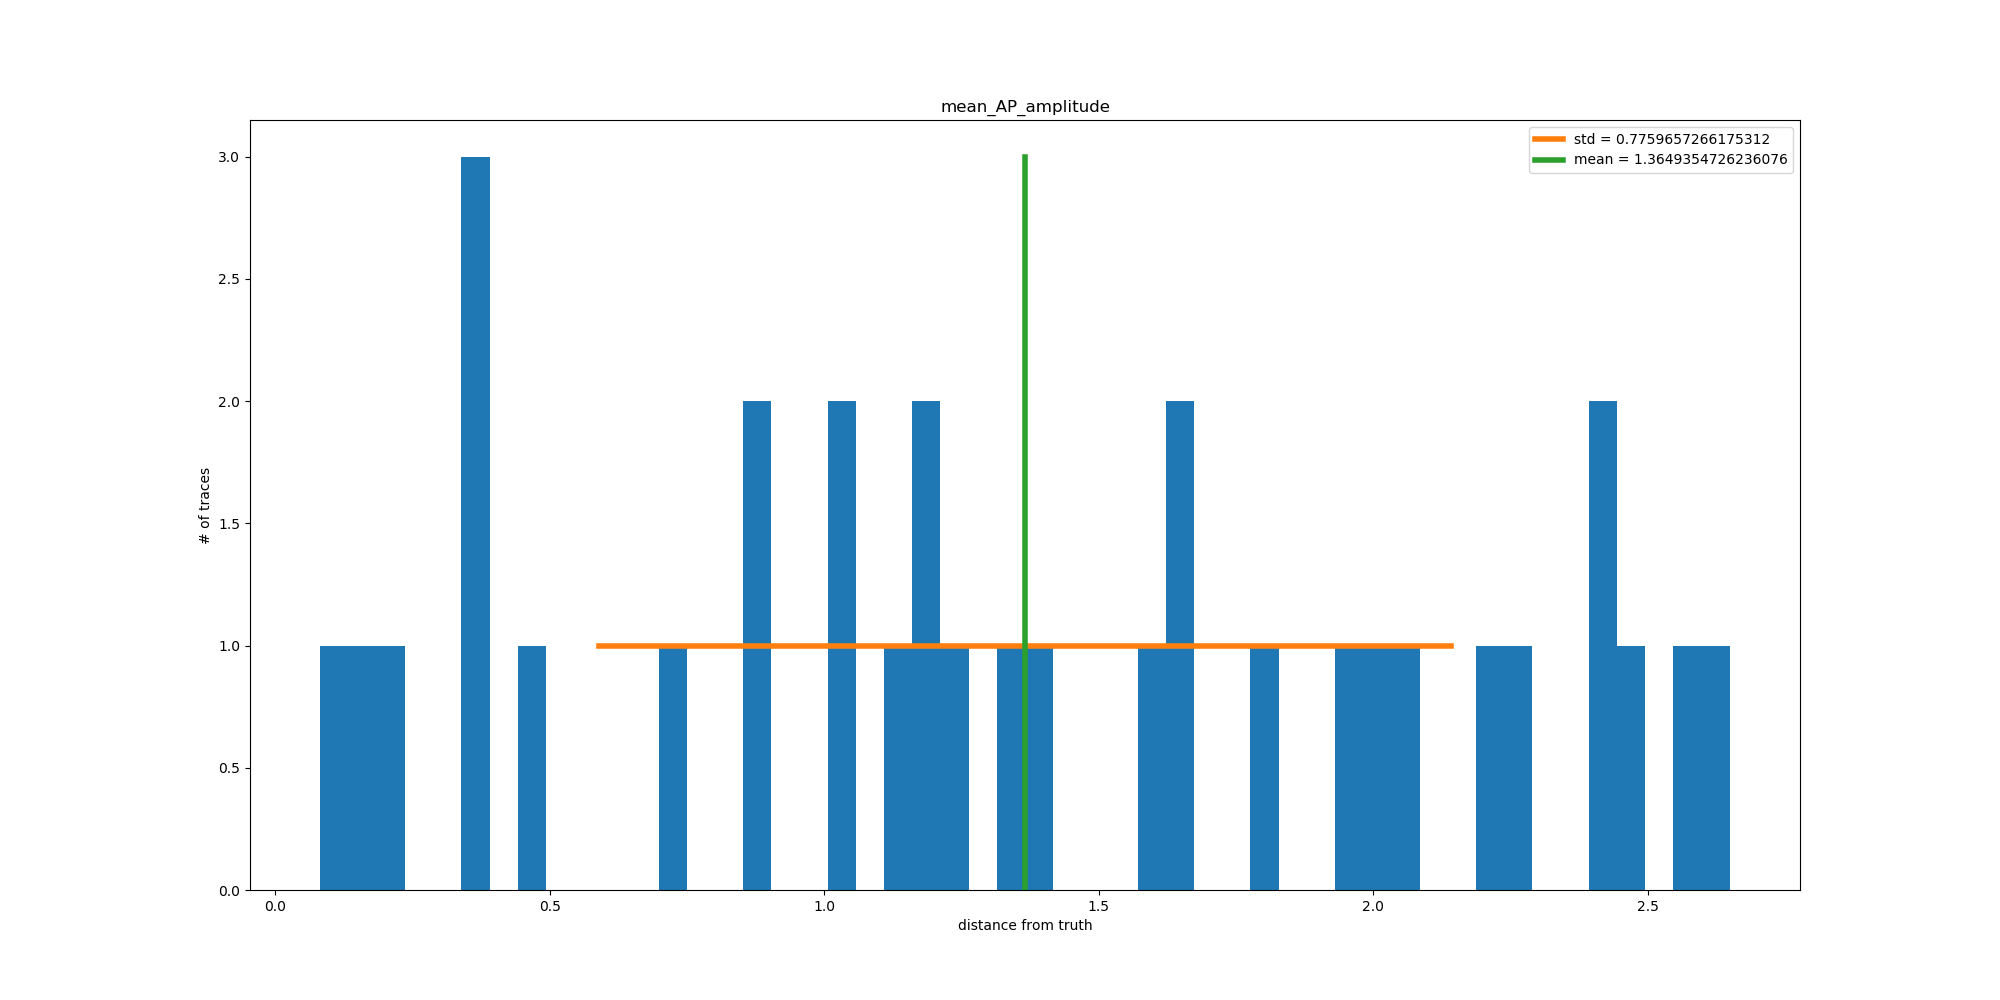 mean_AP_amplitude
std = 0.7759657266175312
mean = 1.3649354726236076
3.0
2.5
2.0
1.5
1.0
0.5
0.0
# of traces
0.0 0.5 1.0 1.5 2.0 2.5
distance from truth